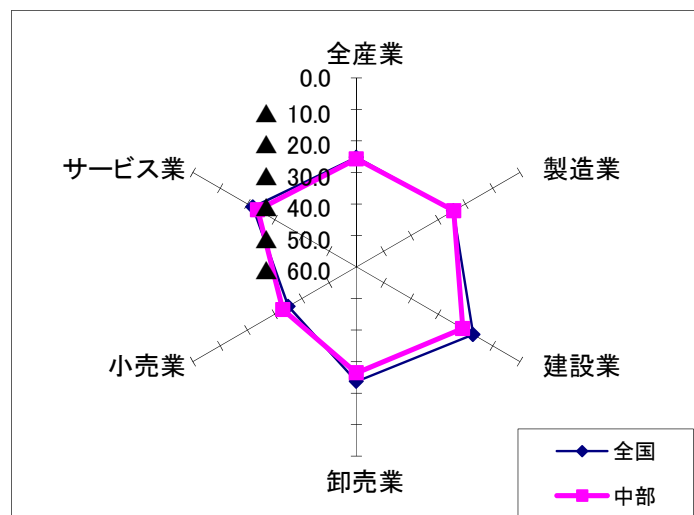 全産業
0.0
▲ 10.0
▲ 20.0
▲ 30.0
▲ 40.0
▲ 50.0
▲ 60.0
サービス業
製造業
小売業
建設業
卸売業
全国
中部